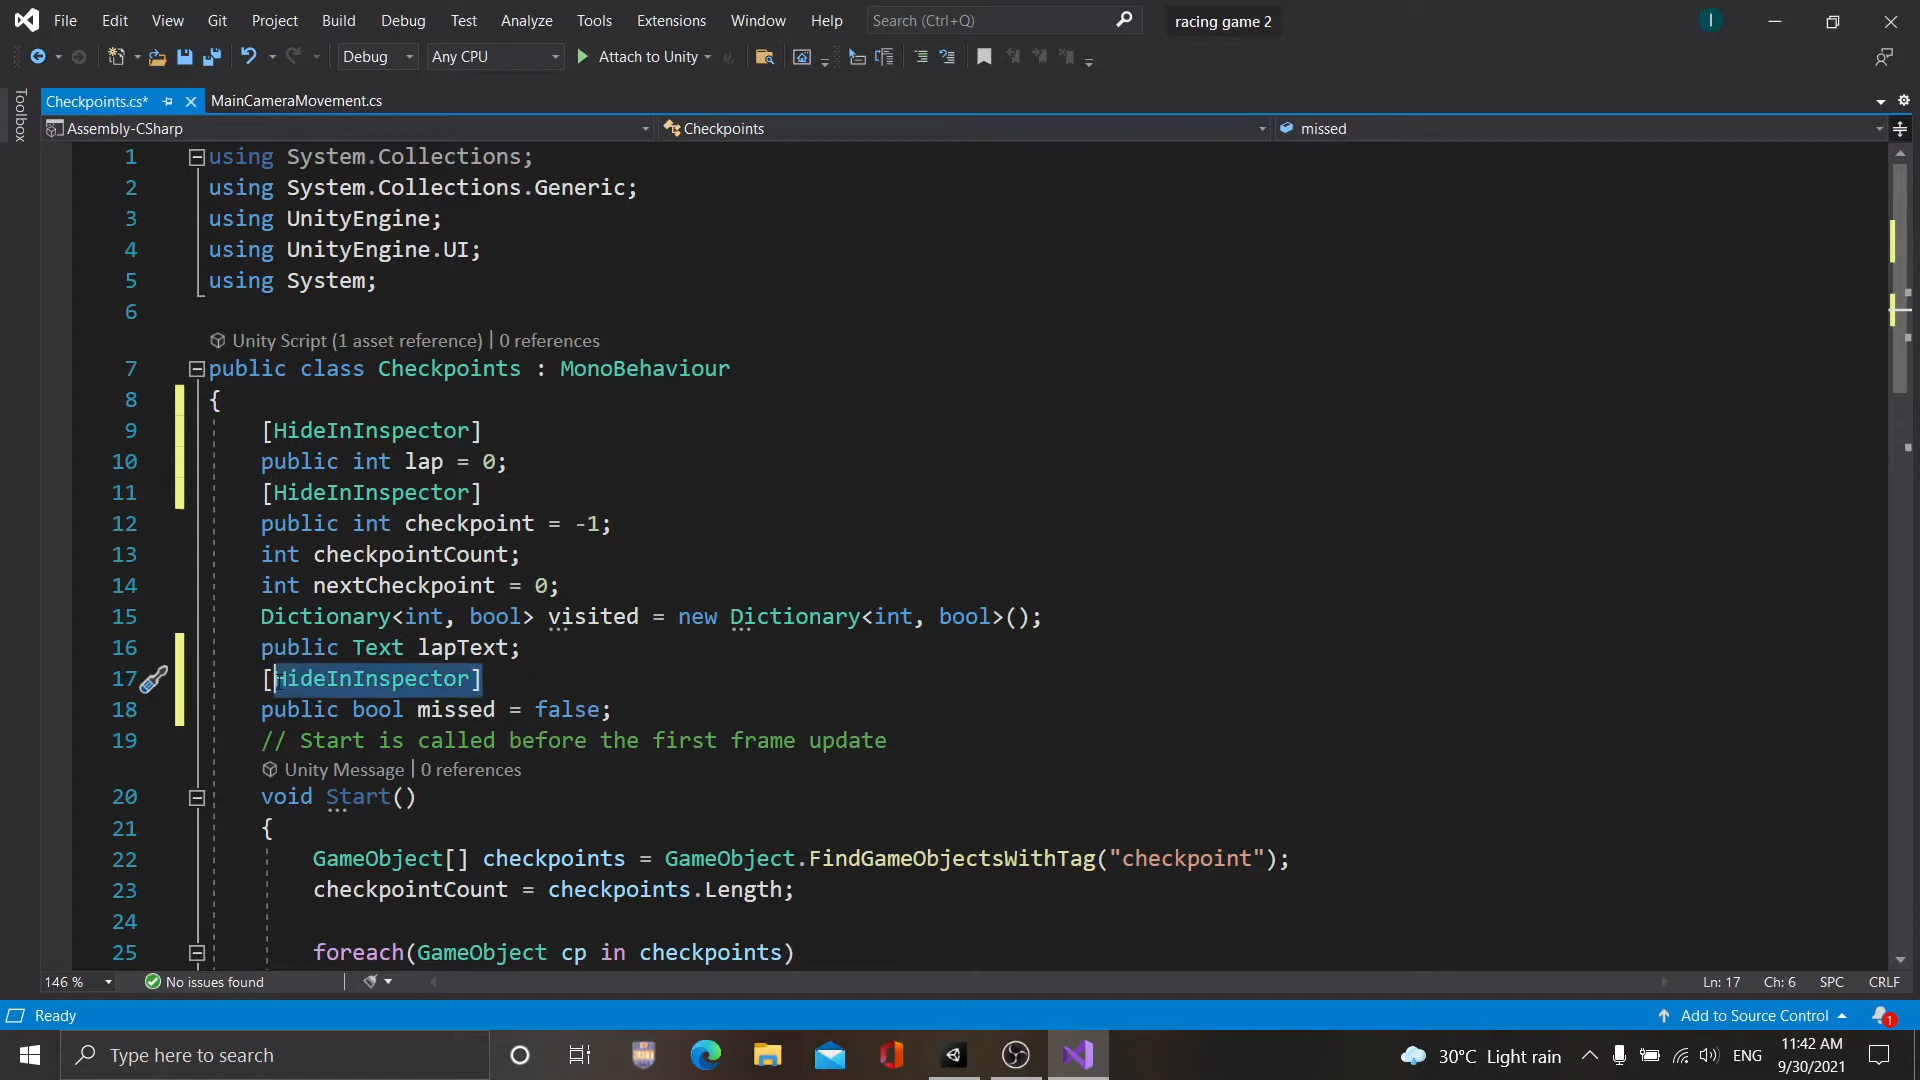 File Edit View Git Project Build Debug Test Analyze Tools Extensions Window Help Search (Ctrl+Q) racing game 2 I
Debug Any CPU Attach to Unity
Toolbox
Checkpoints.cs* MainCameraMovement.cs
Assembly-CSharp Checkpoints missed
1 using System.Collections;
2 using System.Collections.Generic;
3 using UnityEngine;
4 using UnityEngine.UI;
5 using System;
6
Unity Script (1 asset reference) | 0 references
7 public class Checkpoints : MonoBehaviour
8 {
9 [HideInInspector]
10 public int lap = 0;
11 [HideInInspector]
12 public int checkpoint = -1;
13 int checkpointCount;
14 int nextCheckpoint = 0;
15 Dictionary<int, bool> visited = new Dictionary<int, bool>();
16 public Text lapText;
17 [HideInInspector]
18 public bool missed = false;
19 // Start is called before the first frame update
Unity Message | 0 references
20 void Start()
21 {
22 GameObject[] checkpoints = GameObject.FindGameObjectsWithTag("checkpoint");
23 checkpointCount = checkpoints.Length;
24
25 foreach(GameObject cp in checkpoints)
146 % No issues found Ln: 17 Ch: 6 SPC CRLF
Ready Add to Source Control 1
Type here to search 30°C Light rain ENG 11:42 AM
9/30/2021